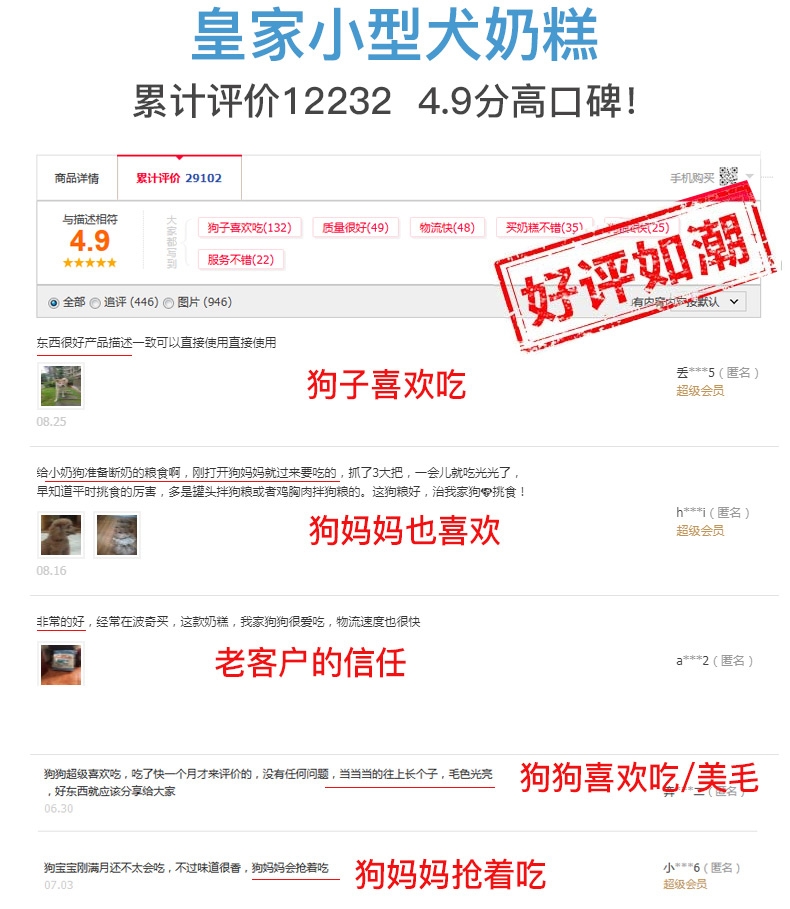 皇家小型犬奶糕
累计评价12232 4.9分高口碑！
商品详情
累计评价 29102
手机购买
与描述相符
4.9
大家都写到
狗子喜欢吃(132)
质量很好(49)
物流快(48)
买奶糕不错(35)
(25)
服务不错(22)
好评如潮
全部 追评 (446) 图片 (946)
有内容 按默认
东西很好产品描述一致可以直接使用直接使用
狗子喜欢吃
丢***5（匿名）
超级会员
08.25
给小奶狗准备断奶的粮食啊，刚打开狗妈妈就过来要吃的，抓了3大把，一会儿就吃光光了，
早知道平时挑食的厉害，多是罐头拌狗粮或者鸡胸肉拌狗粮的。这狗粮好，治我家狗挑食！
狗妈妈也喜欢
h***i（匿名）
超级会员
08.16
非常的好，经常在波奇买，这款奶糕，我家狗狗很爱吃，物流速度也很快
老客户的信任
a***2（匿名）
狗狗超级喜欢吃，吃了快一个月才来评价的，没有任何问题，当当当的往上长个子，毛色光亮
，好东西就应该分享给大家
狗狗喜欢吃/美毛
（匿名）
06.30
狗宝宝刚满月还不太会吃，不过味道很香，狗妈妈会抢着吃
狗妈妈抢着吃
小***6（匿名）
超级会员
07.03